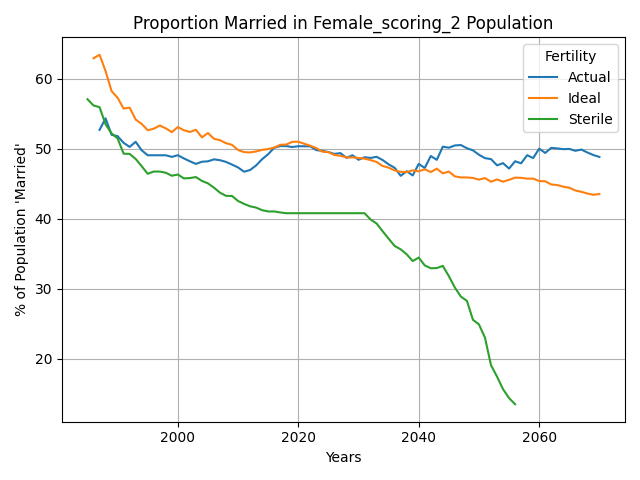 Proportion Married in Female_scoring_2 Population
Fertility
Actual
Ideal
Sterile
% of Population 'Married'
60
50
40
30
20
2000
2020
2040
2060
Years